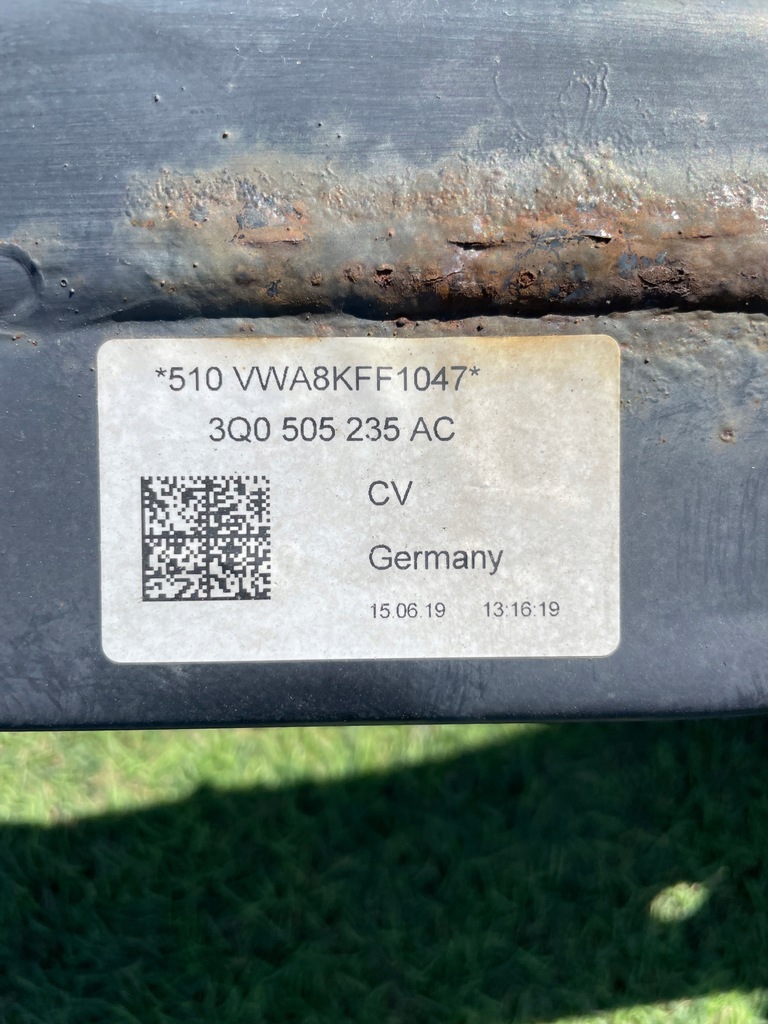 *510 VWA8KFF1047*
3Q0 505 235 AC
CV
Germany
15.06.19 13:16:19